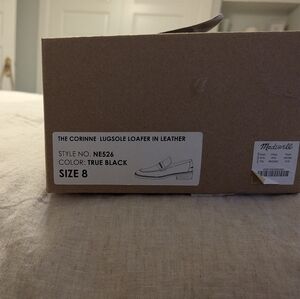 THE CORINNE LUGSOLE LOAFER IN LEATHER
STYLE NO. NE526
COLOR: TRUE BLACK
SIZE 8
Madewell